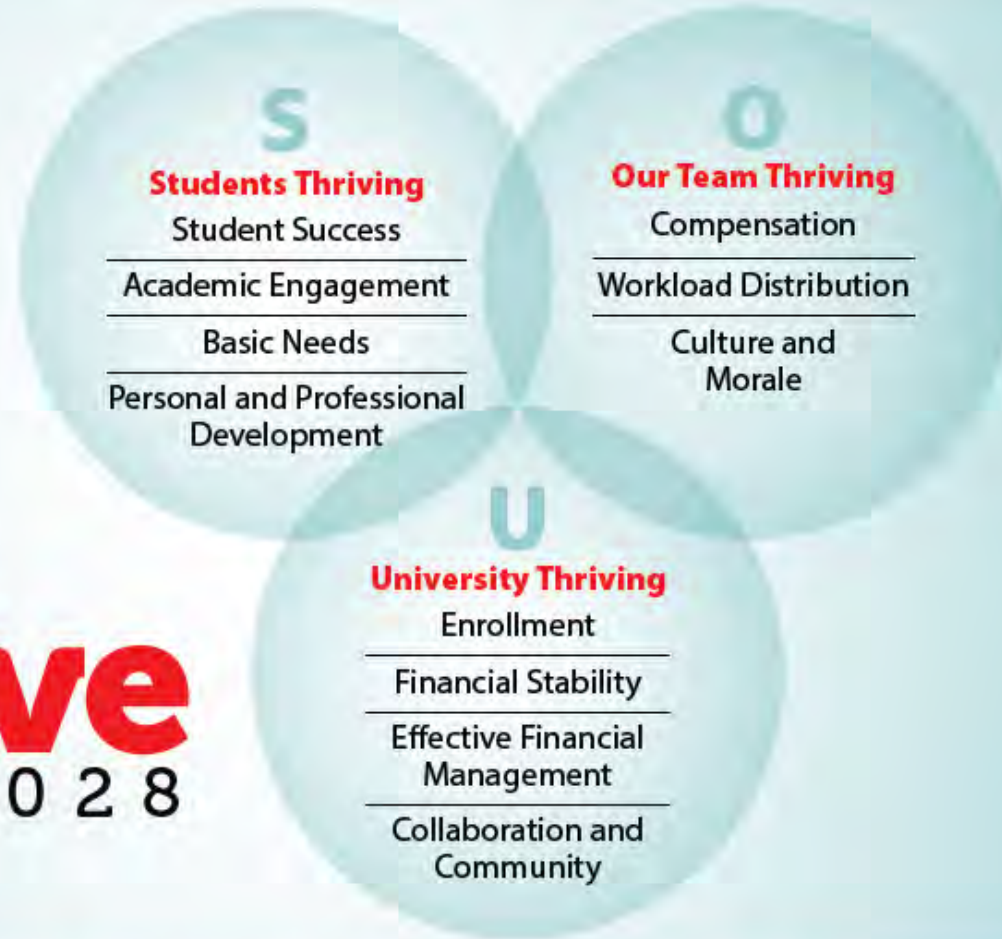 S
Students Thriving
Student Success
Academic Engagement
Basic Needs
Personal and Professional
Development
O
Our Team Thriving
Compensation
Workload Distribution
Culture and
Morale
U
University Thriving
Enrollment
Financial Stability
Effective Financial
Management
Collaboration and
Community
ve
028